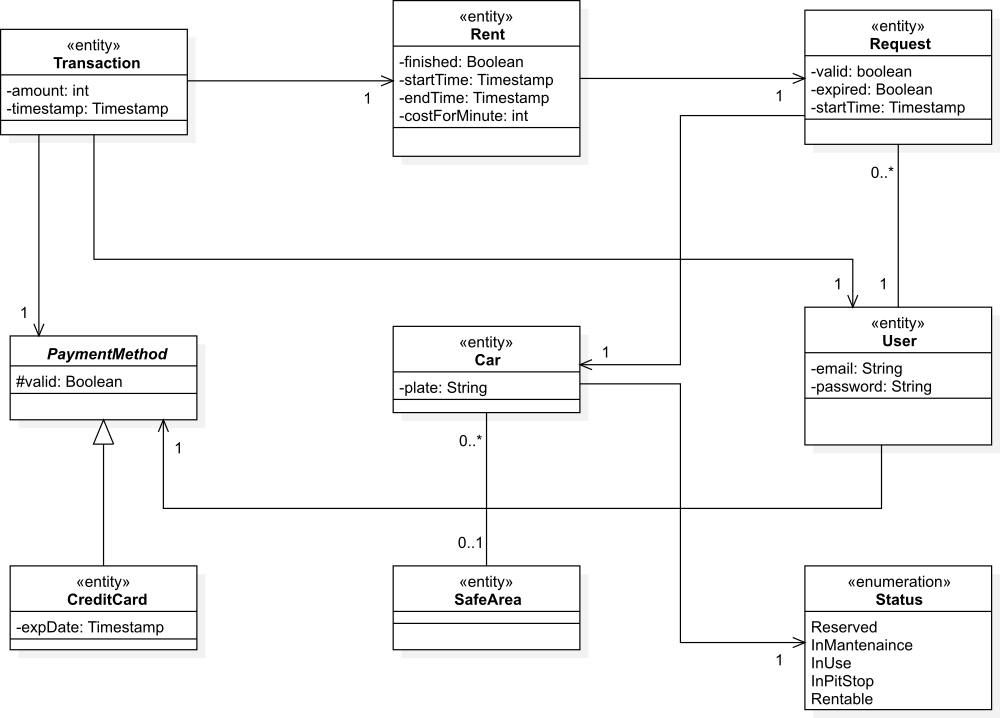 «entity»
Transaction
-amount: int
-timestamp: Timestamp
«entity»
Rent
-finished: Boolean
-startTime: Timestamp
-endTime: Timestamp
-costForMinute: int
«entity»
Request
-valid: boolean
-expired: Boolean
-startTime: Timestamp
1
1
0..*
1
1
1
1
PaymentMethod
#valid: Boolean
«entity»
Car
-plate: String
«entity»
User
-email: String
-password: String
1
0..*
0..1
«entity»
CreditCard
-expDate: Timestamp
«entity»
SafeArea
1
«enumeration»
Status
Reserved
InMantenaince
InUse
InPitStop
Rentable